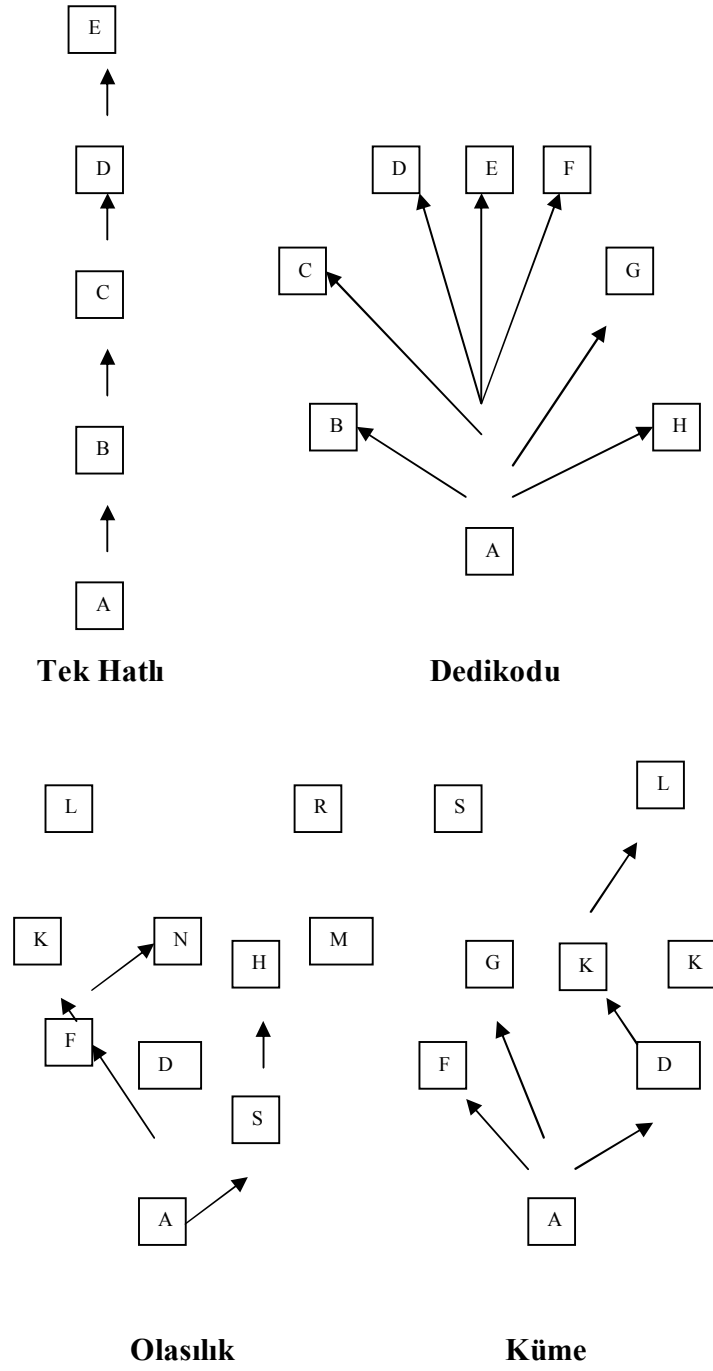 E
D
D E F
C
C G
B H
B
A
A
Tek Hatlı Dedikodu
L
L R S
K N H M
G K K
F
D
F D
S
A A
Olasılık Küme